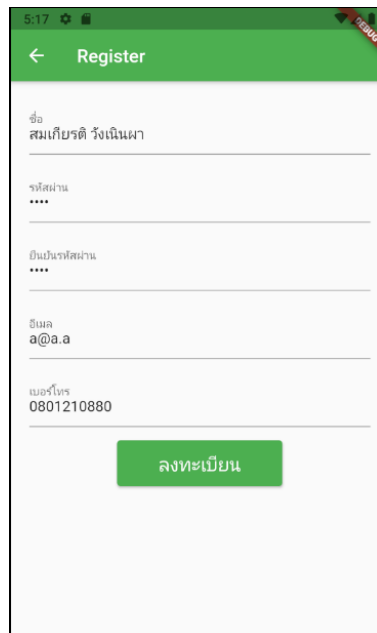 5:17
DEBUG
Register
ชื่อ
สมเกียรติ วังเนินผา
รหัสผ่าน
••••
ยืนยันรหัสผ่าน
••••
อีเมล
a@a.a
เบอร์โทร
0801210880
ลงทะเบียน